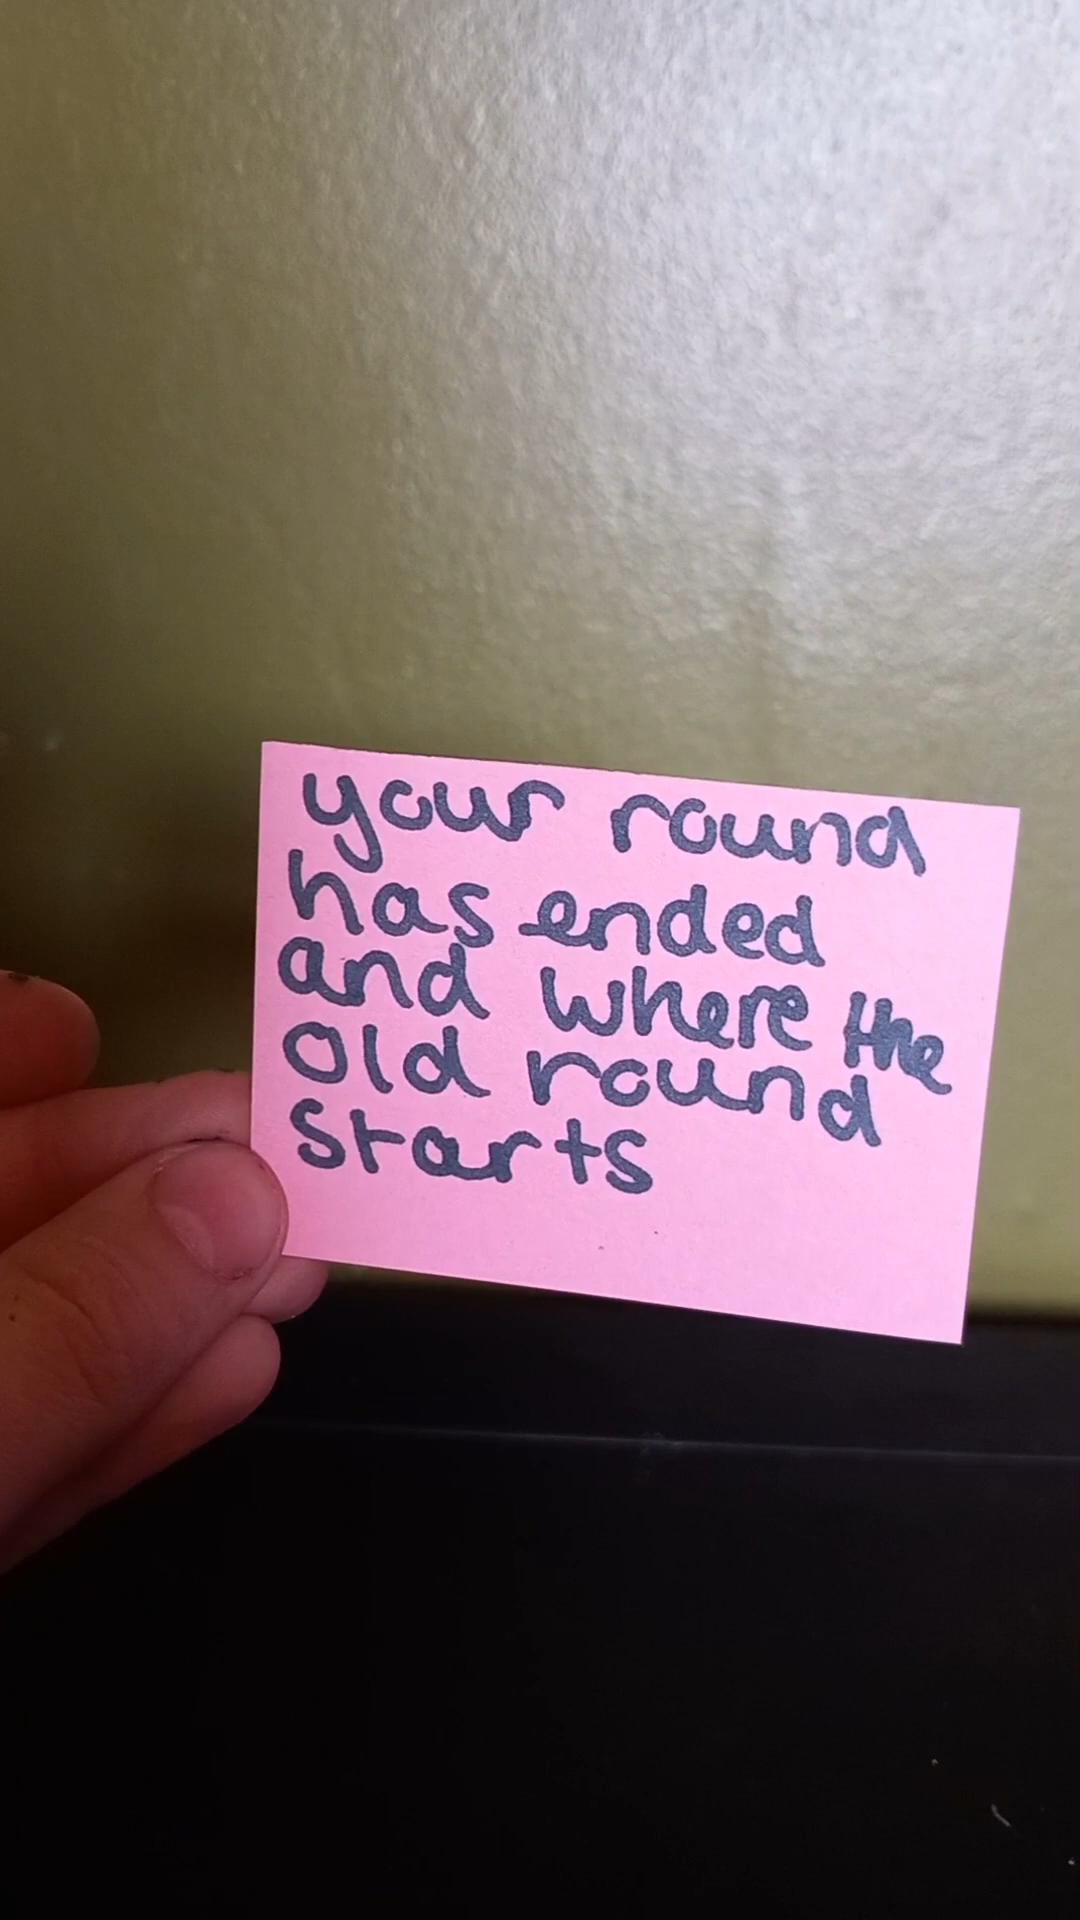 your round
has ended
and where the
old round
starts